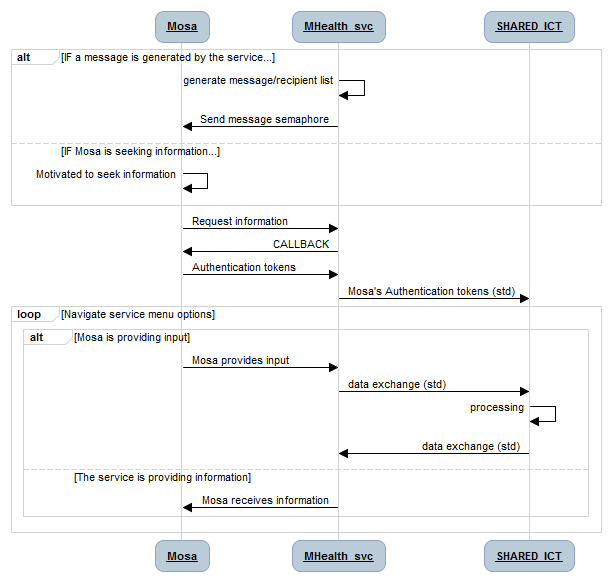 Mosa MHealth_svc SHARED_ICT
alt [IF a message is generated by the service...]
generate message/recipient list
Send message semaphore
[IF Mosa is seeking information...]
Motivated to seek information
Request information
CALLBACK
Authentication tokens
Mosa's Authentication tokens (std)
loop [Navigate service menu options]
alt [Mosa is providing input]
Mosa provides input
data exchange (std)
processing
data exchange (std)
[The service is providing information]
Mosa receives information
Mosa MHealth_svc SHARED_ICT